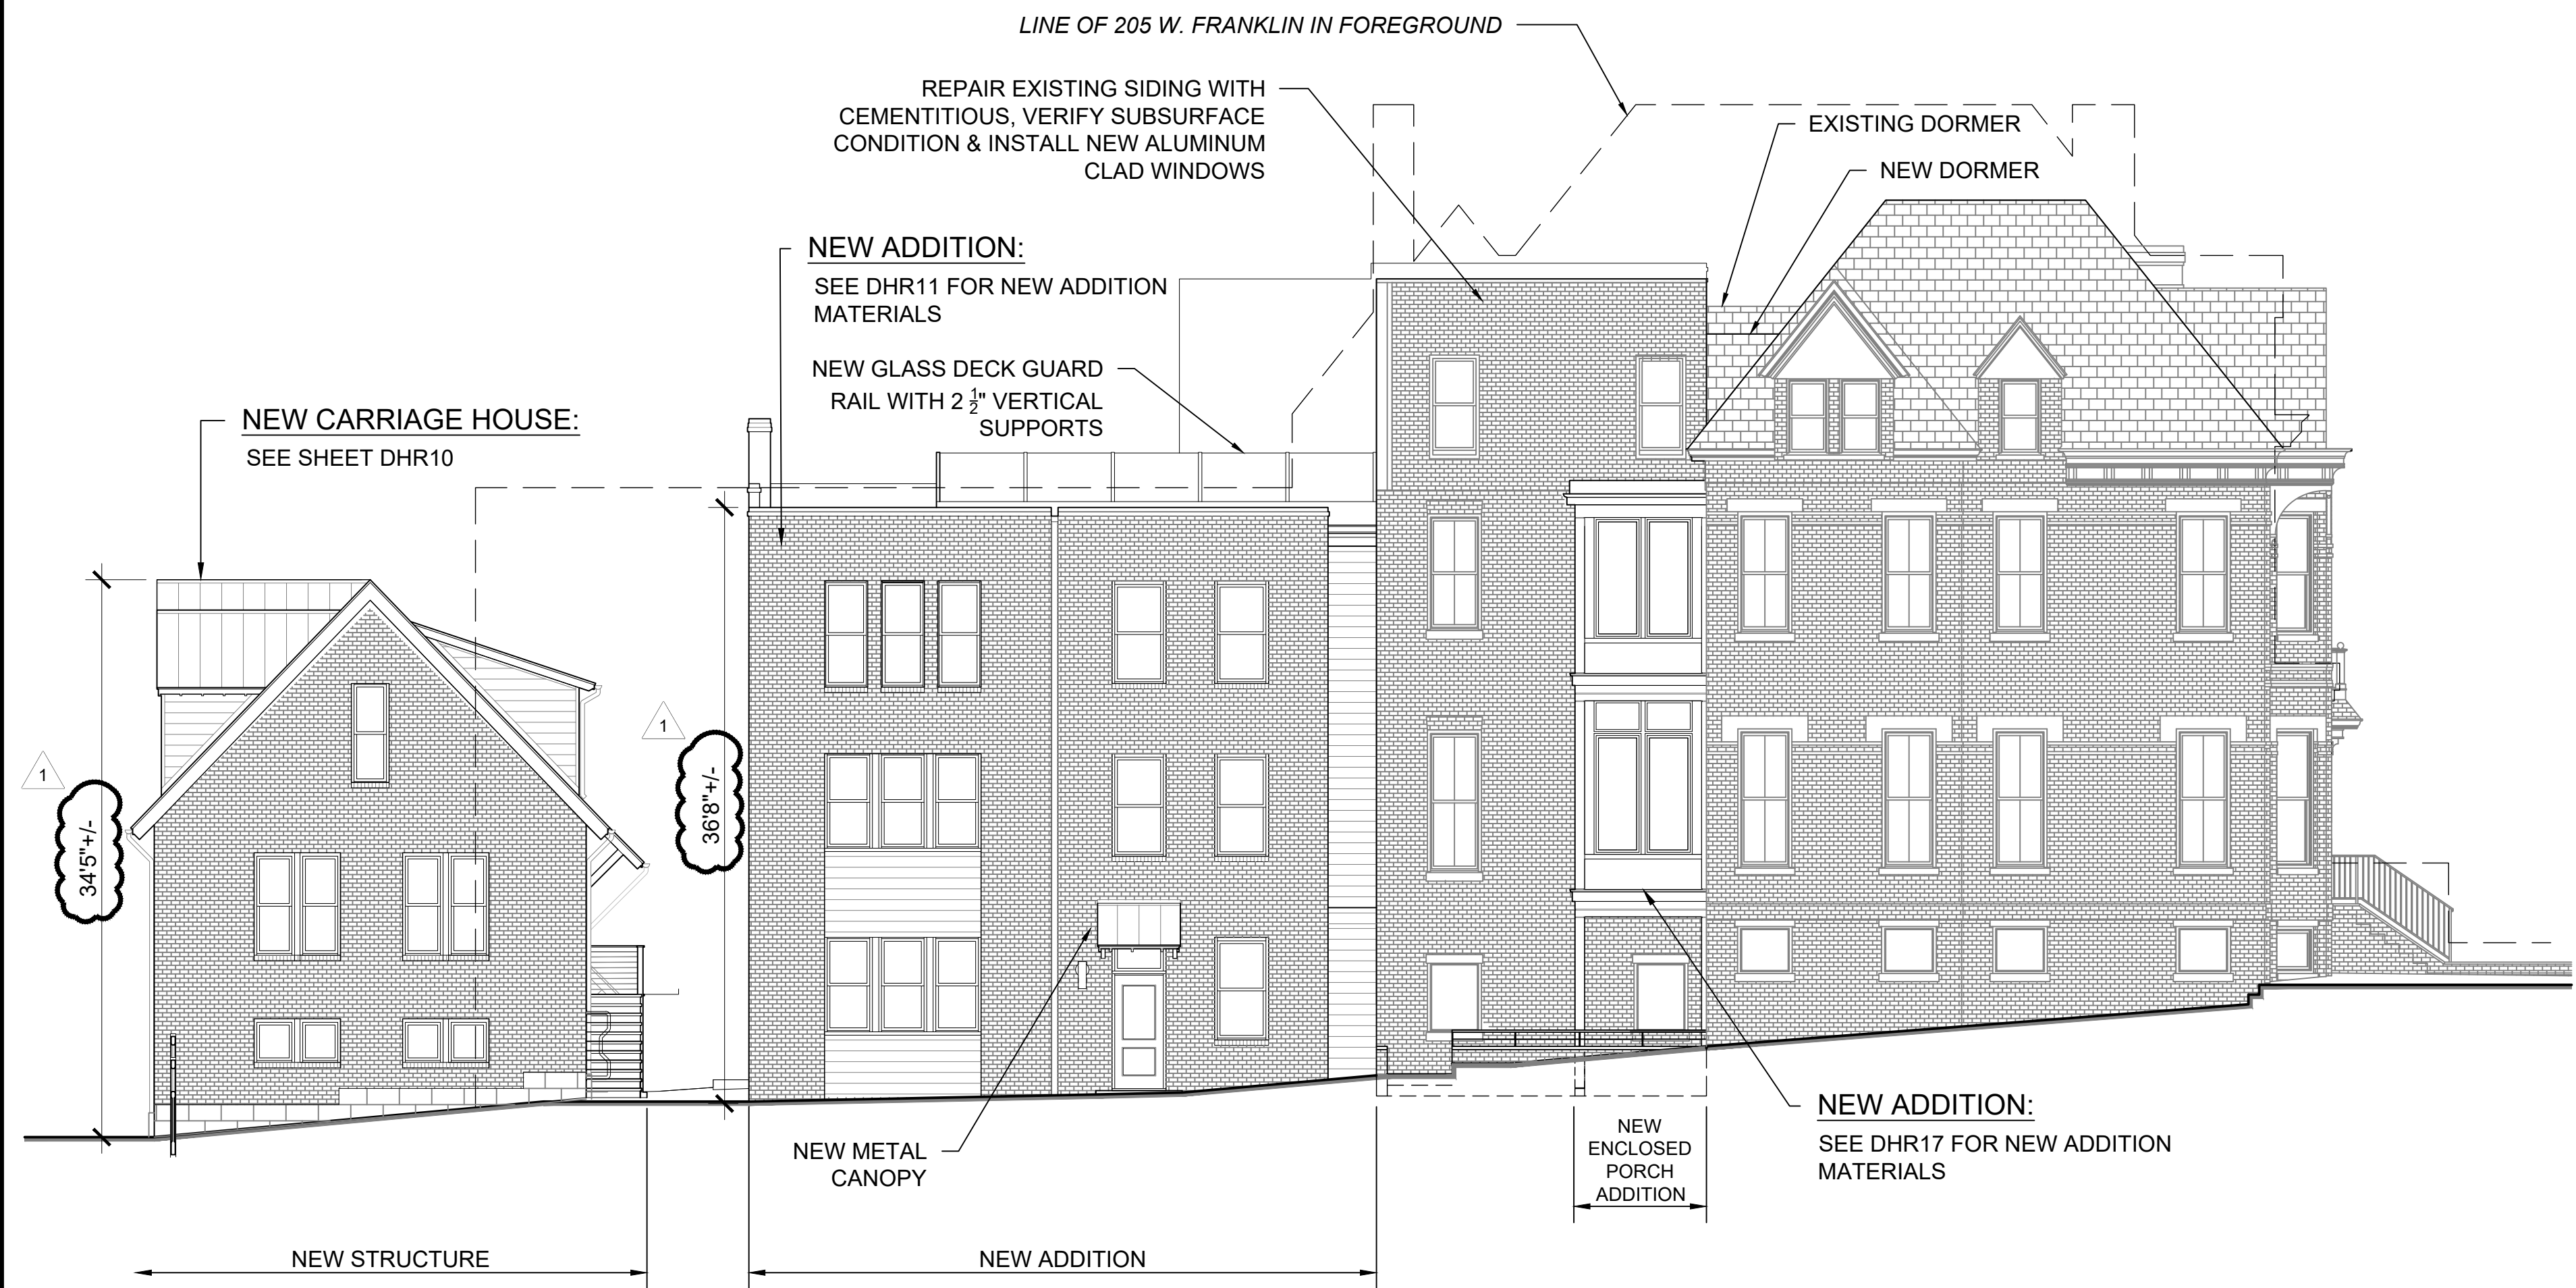 LINE OF 205 W. FRANKLIN IN FOREGROUND
REPAIR EXISTING SIDING WITH
CEMENTITIOUS, VERIFY SUBSURFACE
CONDITION & INSTALL NEW ALUMINUM
CLAD WINDOWS
EXISTING DORMER
NEW DORMER
NEW ADDITION:
SEE DHR11 FOR NEW ADDITION
MATERIALS
NEW GLASS DECK GUARD
RAIL WITH 2 1/2" VERTICAL
SUPPORTS
NEW CARRIAGE HOUSE:
SEE SHEET DHR10
1
34'5"+/-
1
36'8"+/-
NEW METAL
CANOPY
NEW
ENCLOSED
PORCH
ADDITION
NEW ADDITION:
SEE DHR17 FOR NEW ADDITION
MATERIALS
NEW STRUCTURE
NEW ADDITION